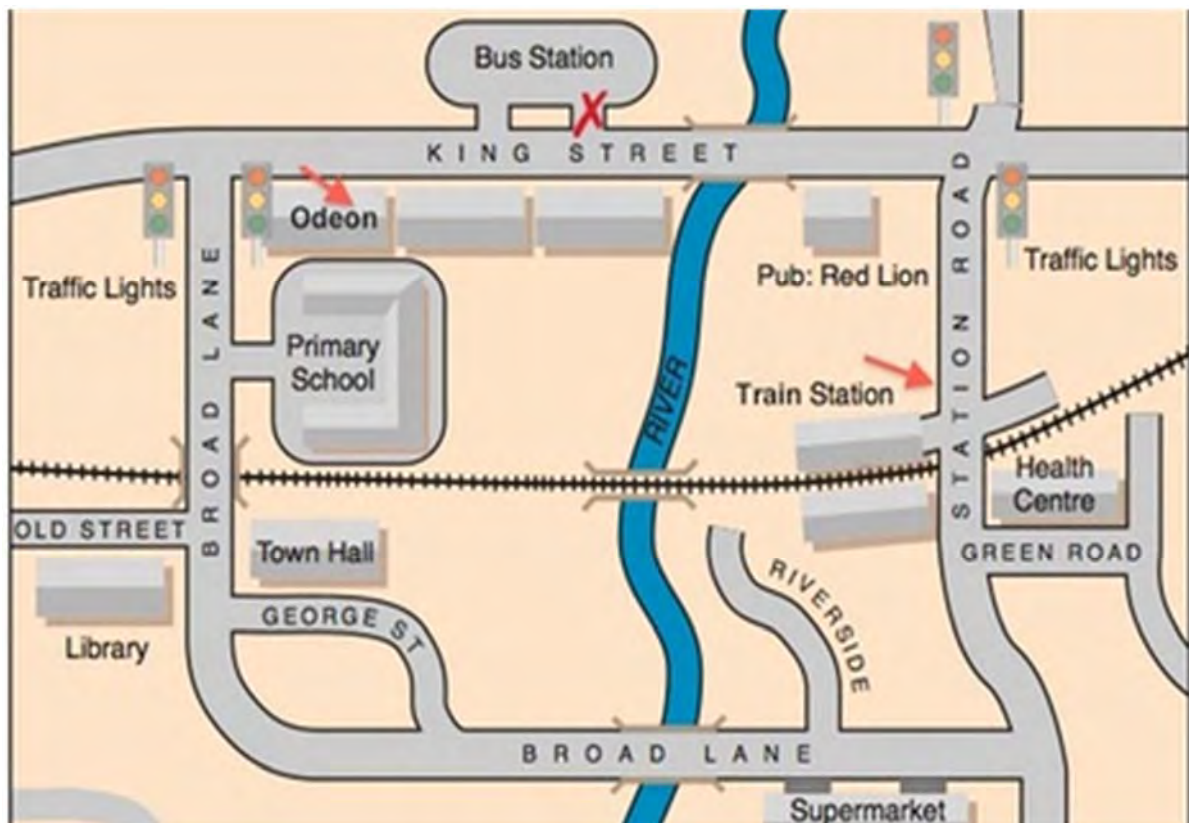 Bus Station
KING STREET
STATION ROAD
Odeon
Traffic Lights
Pub: Red Lion
Traffic Lights
BROAD LANE
Primary
School
RIVER
Train Station
Health
Centre
OLD STREET
Town Hall
GREEN ROAD
RIVERSIDE
GEORGE ST
Library
BROAD LANE
Supermarket